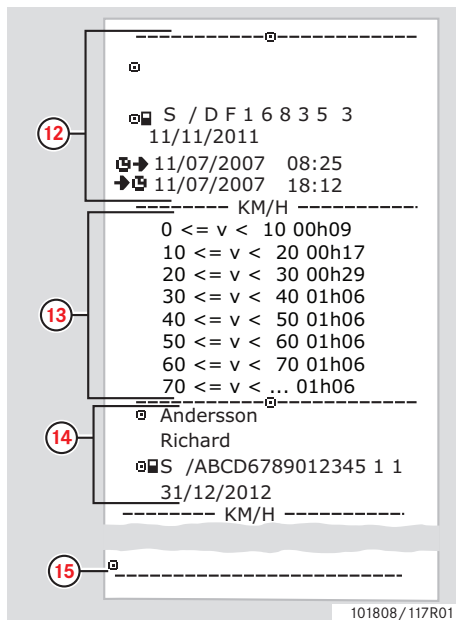 12
S / D F 1 6 8 3 5 3
11/11/2011
11/07/2007 08:25
11/07/2007 18:12
KM/H
13
0 <= v < 10 00h09
10 <= v < 20 00h17
20 <= v < 30 00h29
30 <= v < 40 01h06
40 <= v < 50 01h06
50 <= v < 60 01h06
60 <= v < 70 01h06
70 <= v < ... 01h06
14
Andersson
Richard
S /ABCD6789012345 1 1
31/12/2012
KM/H
15
101808/117R01